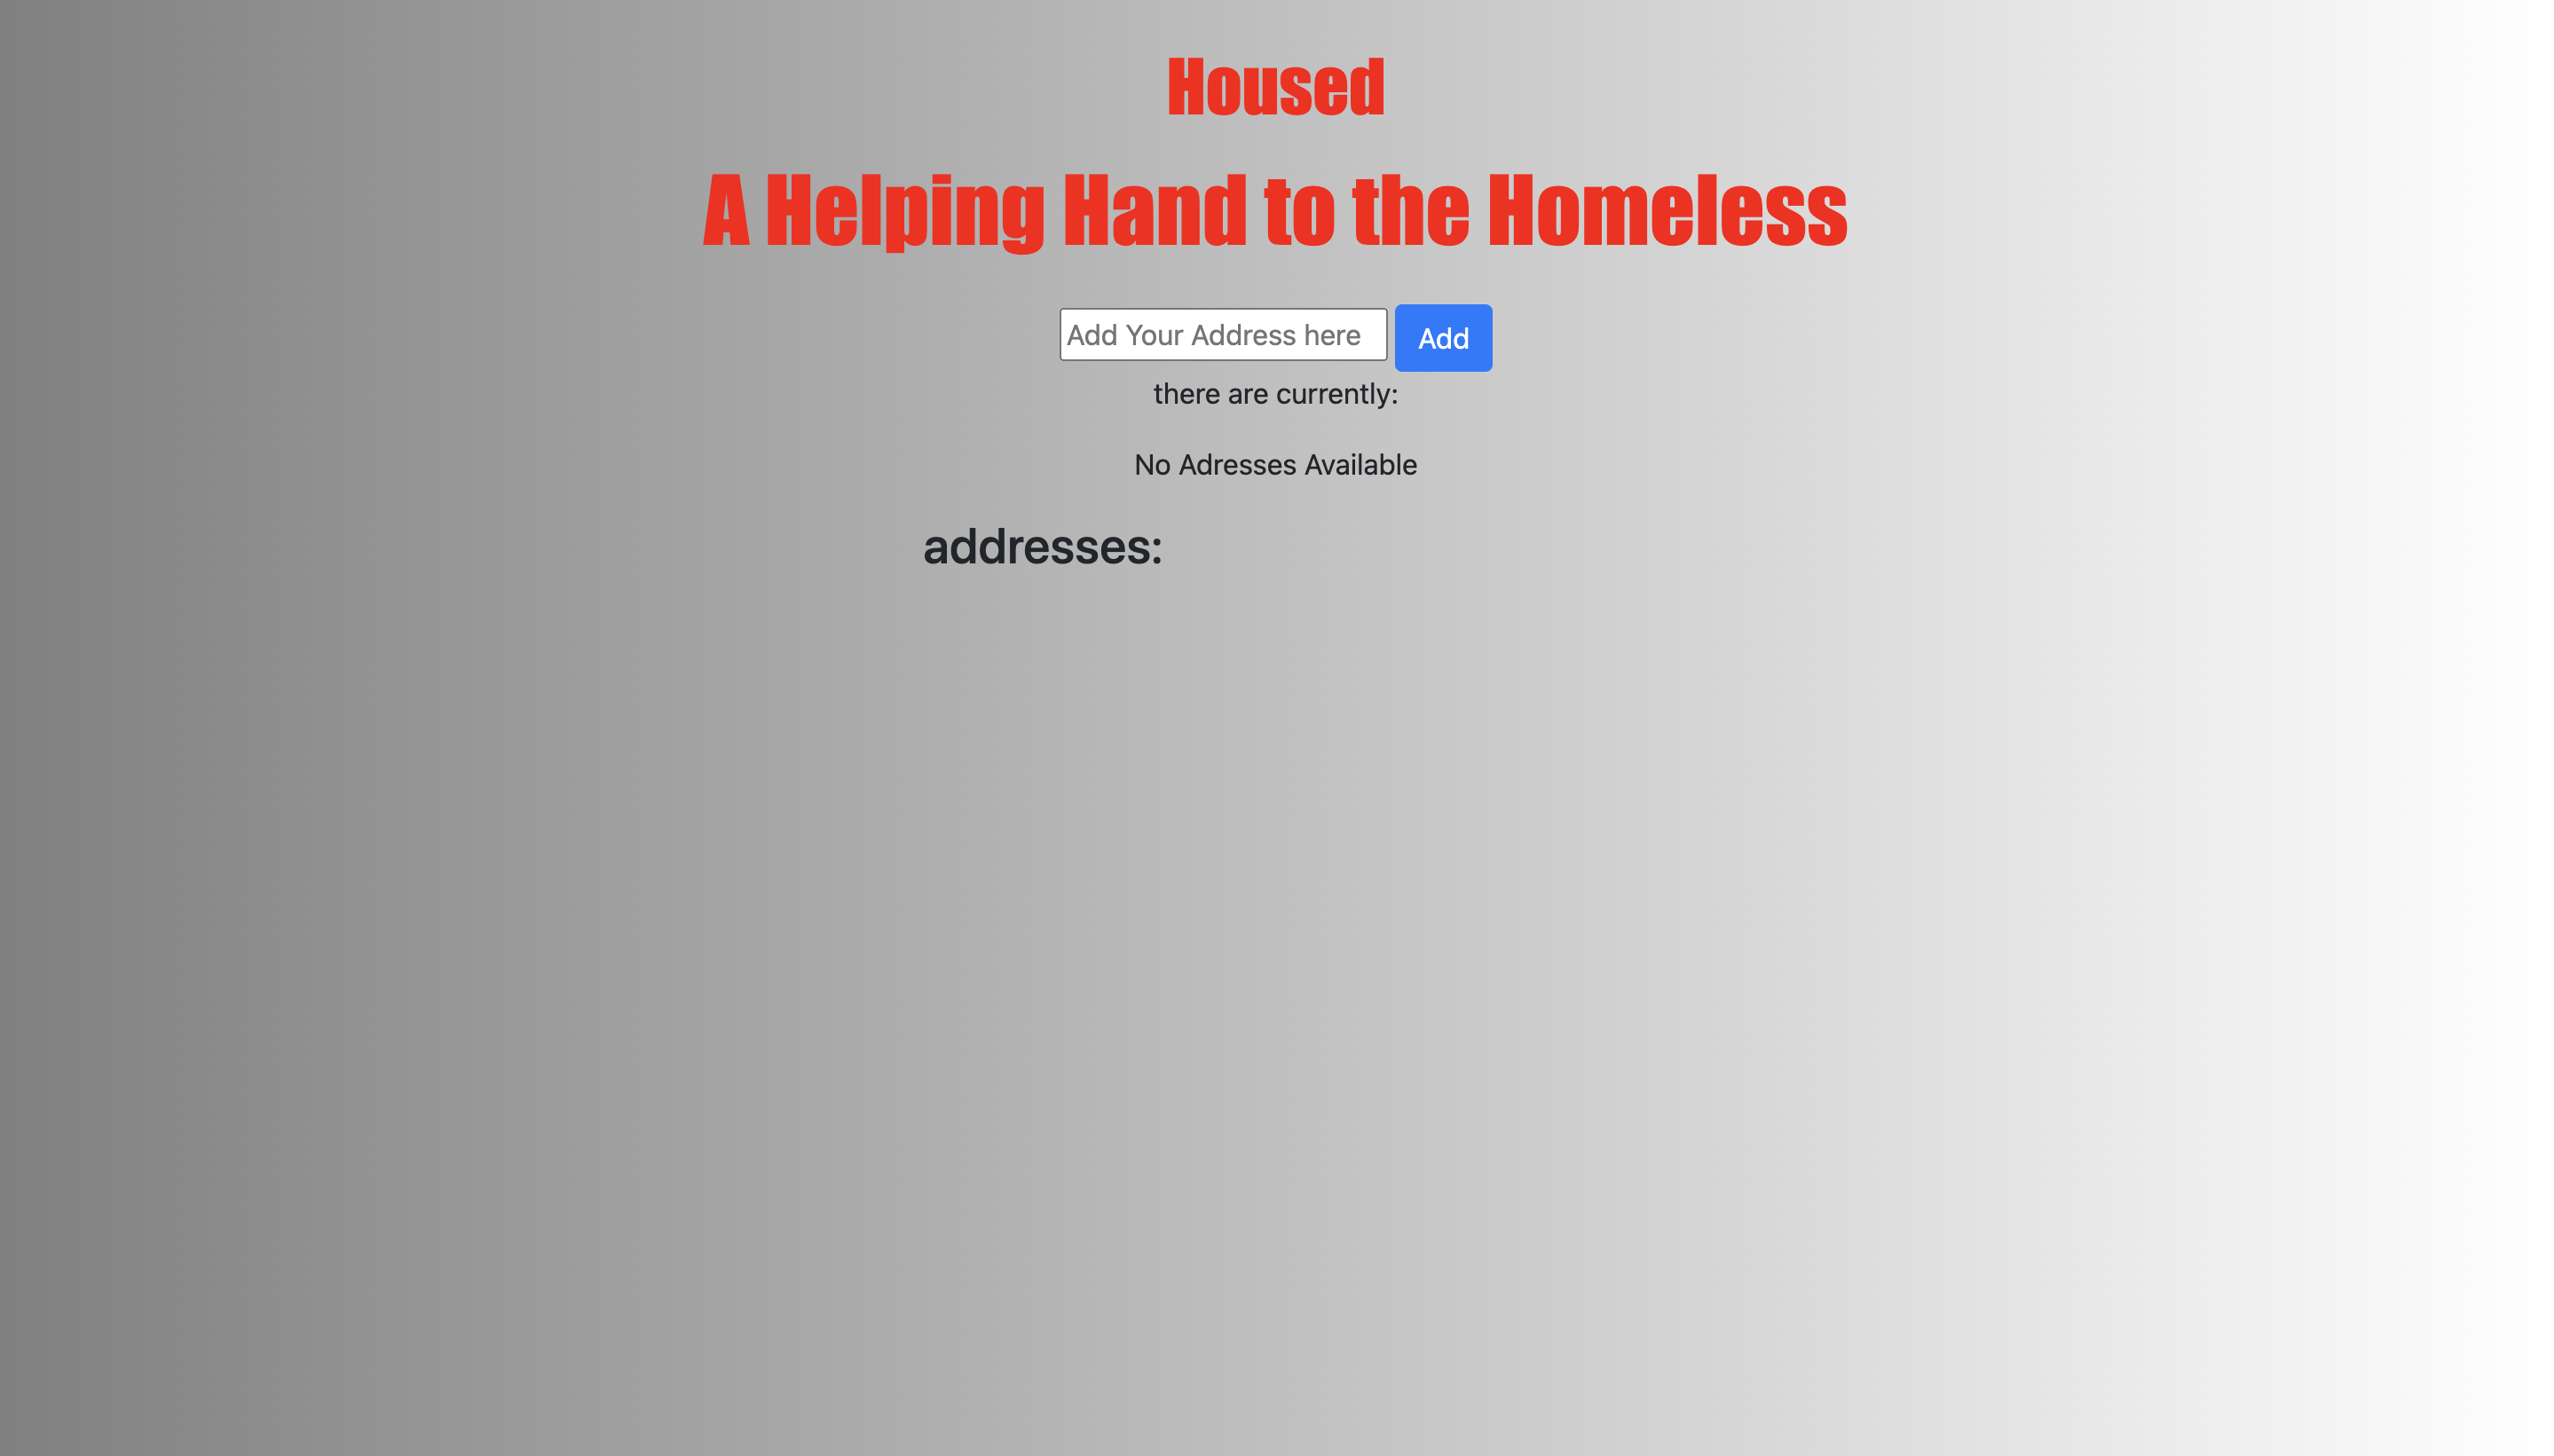 Housed
A Helping Hand to the Homeless
Add Your Address here Add
there are currently:
No Adresses Available
addresses: